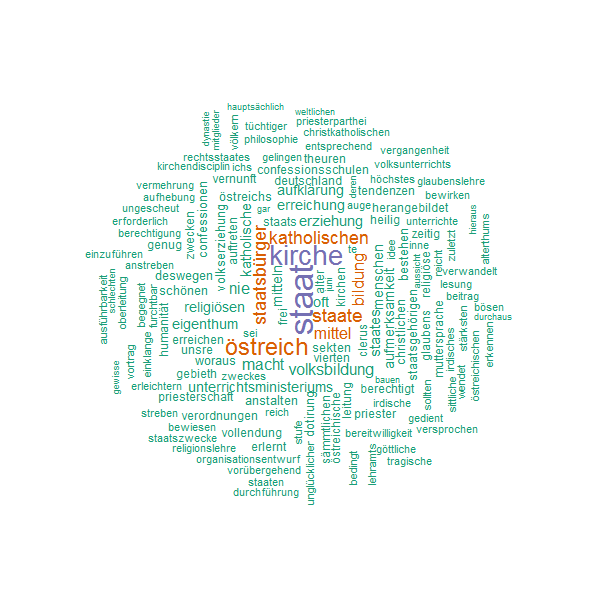 hauptsächlich
weltlichen
dynastie
mitglieder
völkern
tüchtiger
priesterparthei
philosophie
christkatholischen
rechtsstaates
gelingen
entsprechend
vergangenheit
kirchendisciplin
ichs
theuren
confessionsschulen
volksunterrichts
vermehrung
vernunft
deutschland
deren
höchstes
glaubenslehre
aufhebung
östreichs
aufklärung
tendenzen
bewirken
ungescheut
confessionen
zwecken
volkserziehung
auftreten
katholische
gar
erreichung
auge
herangebildet
hieraus
erforderlich
staats
erziehung
heilig
unterrichte
alterthums
berechtigung
genug
staatsbürger
katholischen
idee
bestehen
zeitig
inne
zuletzt
einzuführen
kirche
te
bildung
menschen
aussicht
religiöse
reicht
anstreben
deswegen
mitteln
staat
alter
juni
kirchen
aufmerksamkeit
verwandelt
ausführbarkeit
schlechten
oberleitung
begegnet
furchtbar
schönen
nie
frei
oft
christlichen
staatsgehörigen
glaubens
muttersprache
lesung
beitrag
humanität
religiösen
staate
staates
stärksten
bösen
durchaus
eigenthum
sei
mittel
clerus
irdisches
wendet
östreichischen
erkennen
vortrag
einklange
erreichen
unsre
östreich
sekten
vierten
woraus
macht
volksbildung
gewisse
gebieth
zweckes
bauen
sittliche
sollten
erleichtern
unterrichtsministeriums
berechtigt
priesterschaft
anstalten
dotirung
leitung
irdische
streben
verordnungen
reich
priester
gedient
bewiesen
stufe
sämmtlichen
östreichische
versprochen
staatszwecke
vollendung
bereitwilligkeit
religionslehre
erlernt
göttliche
organisationsentwurf
unglücklicher
bedingt
lehramts
tragische
vorübergehend
staaten
durchführung